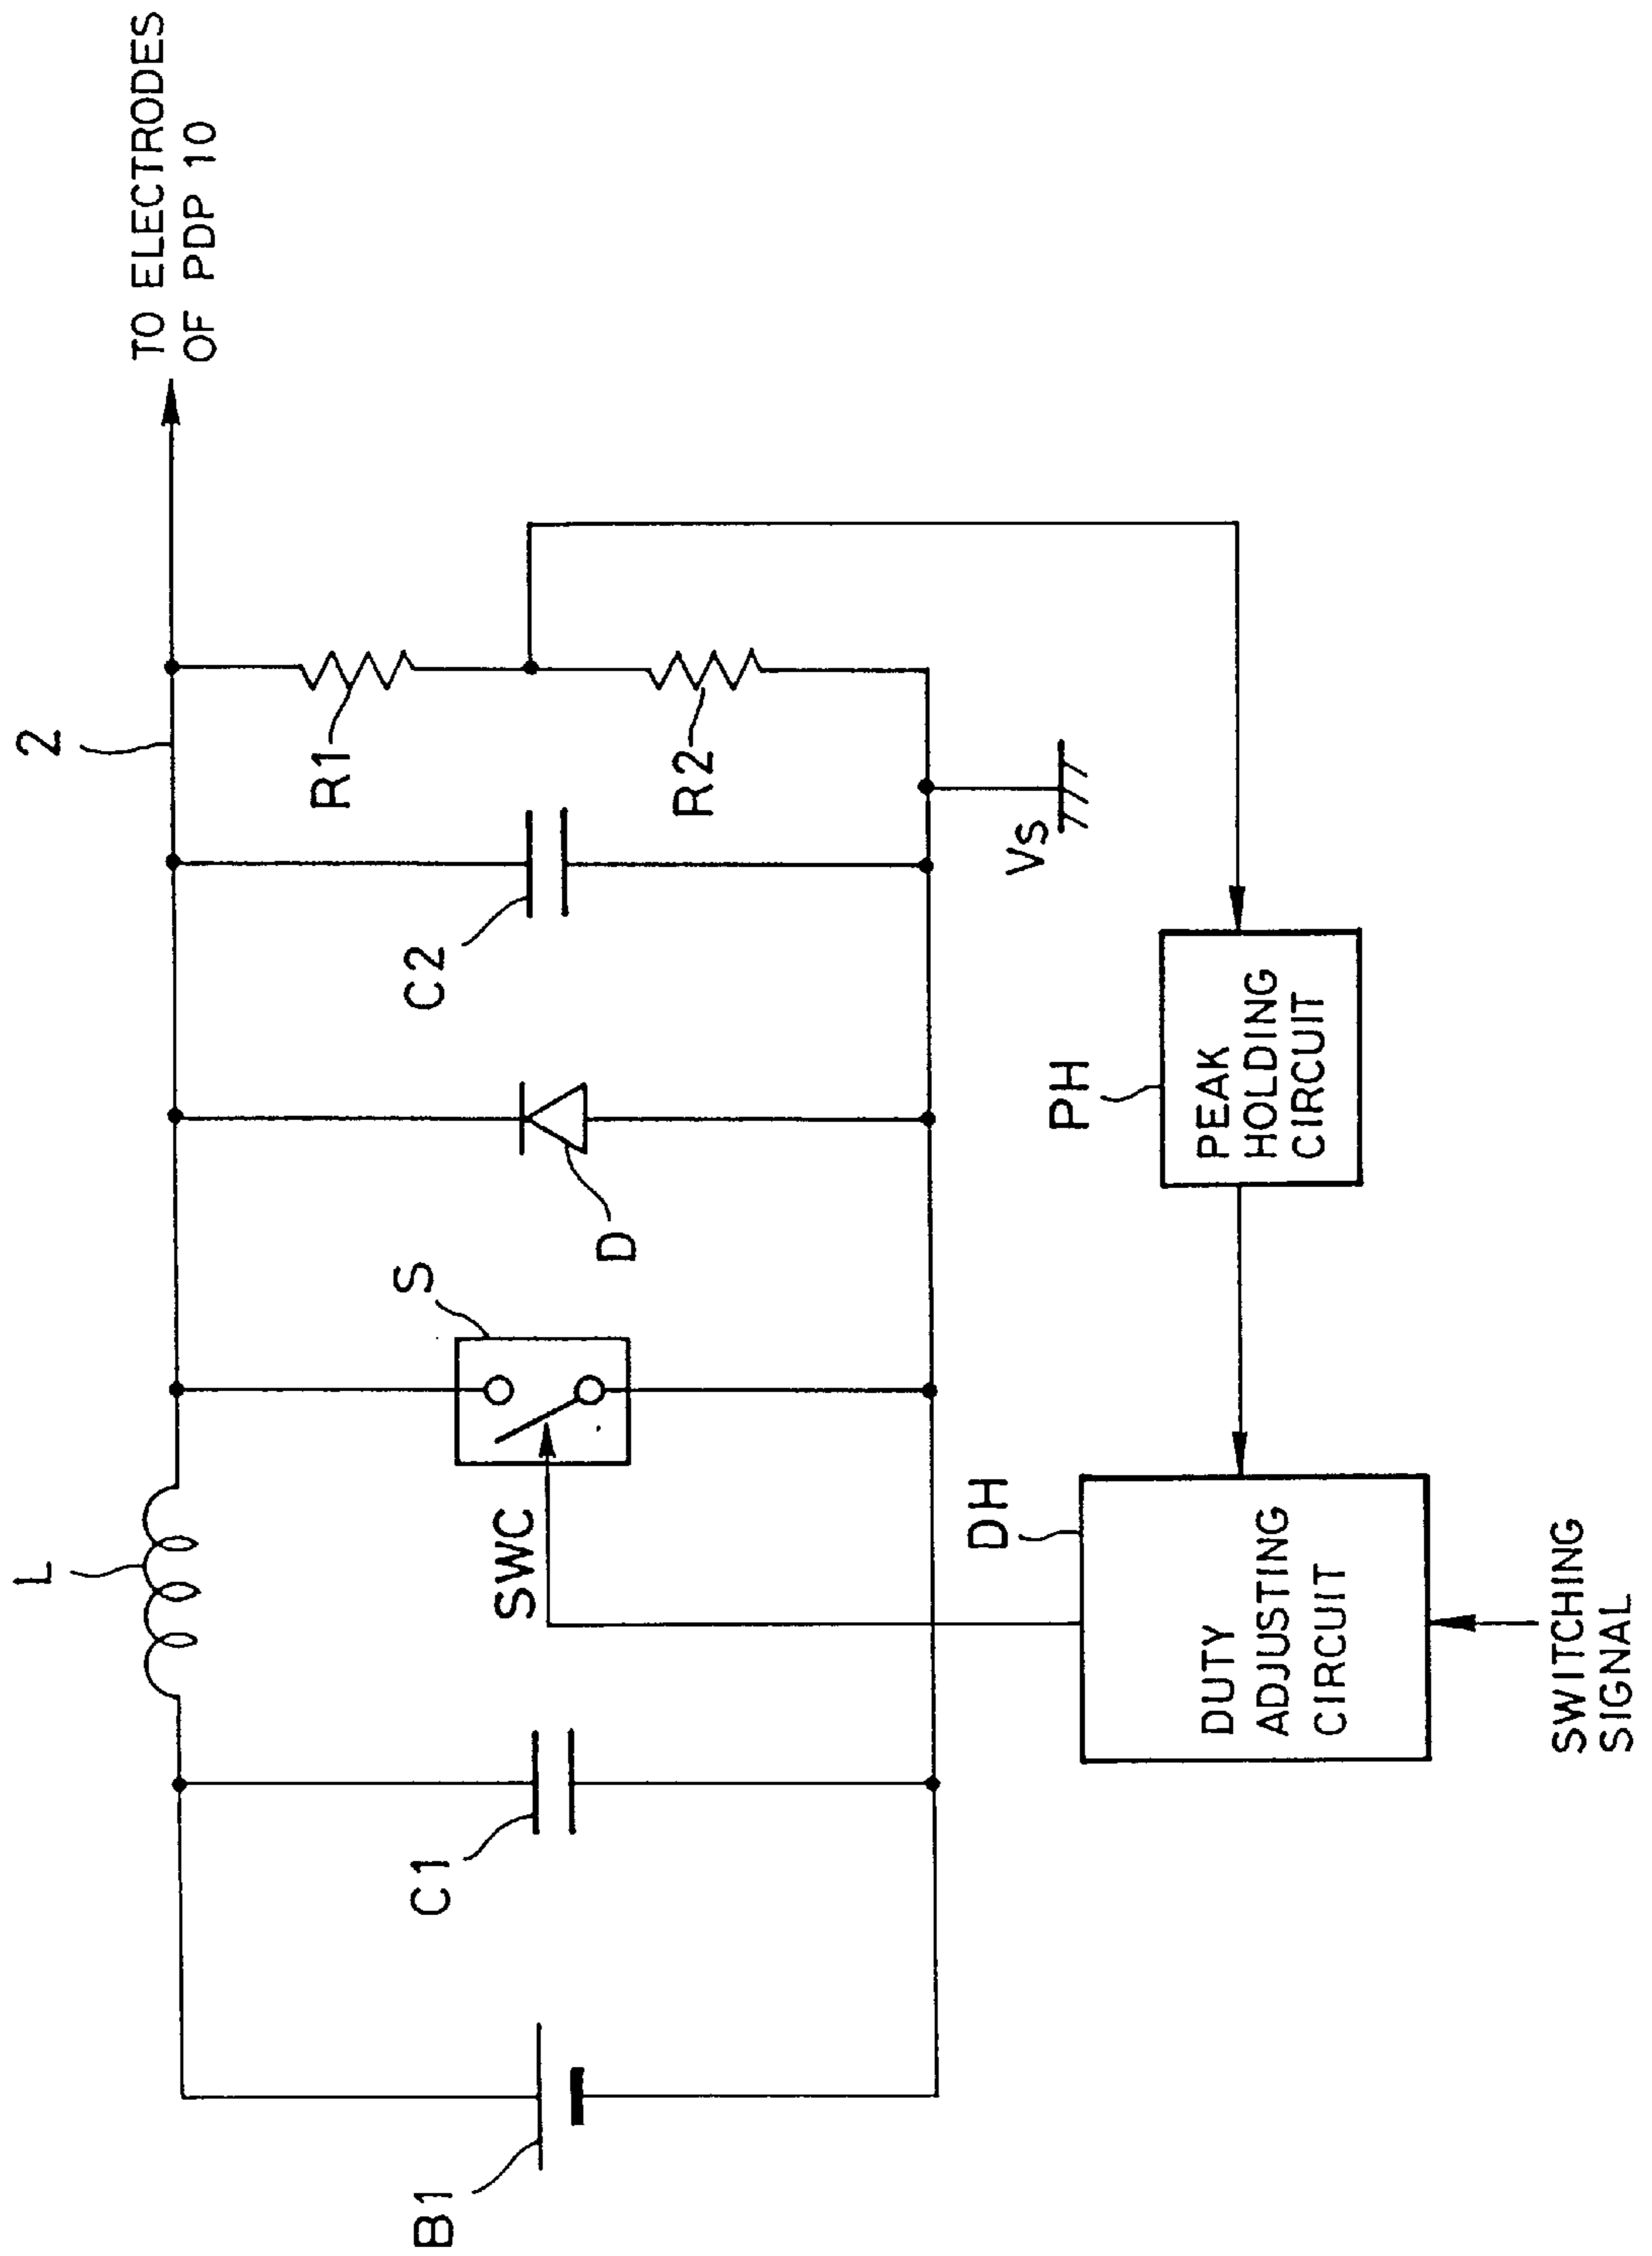 TO ELECTRODES
OF PDP 10
2
L
R1
R2
C2
D
S
SWC
C1
B1
Vs
PH
PEAK
HOLDING
CIRCUIT
DH
DUTY
ADJUSTING
CIRCUIT
SWITCHING
SIGNAL